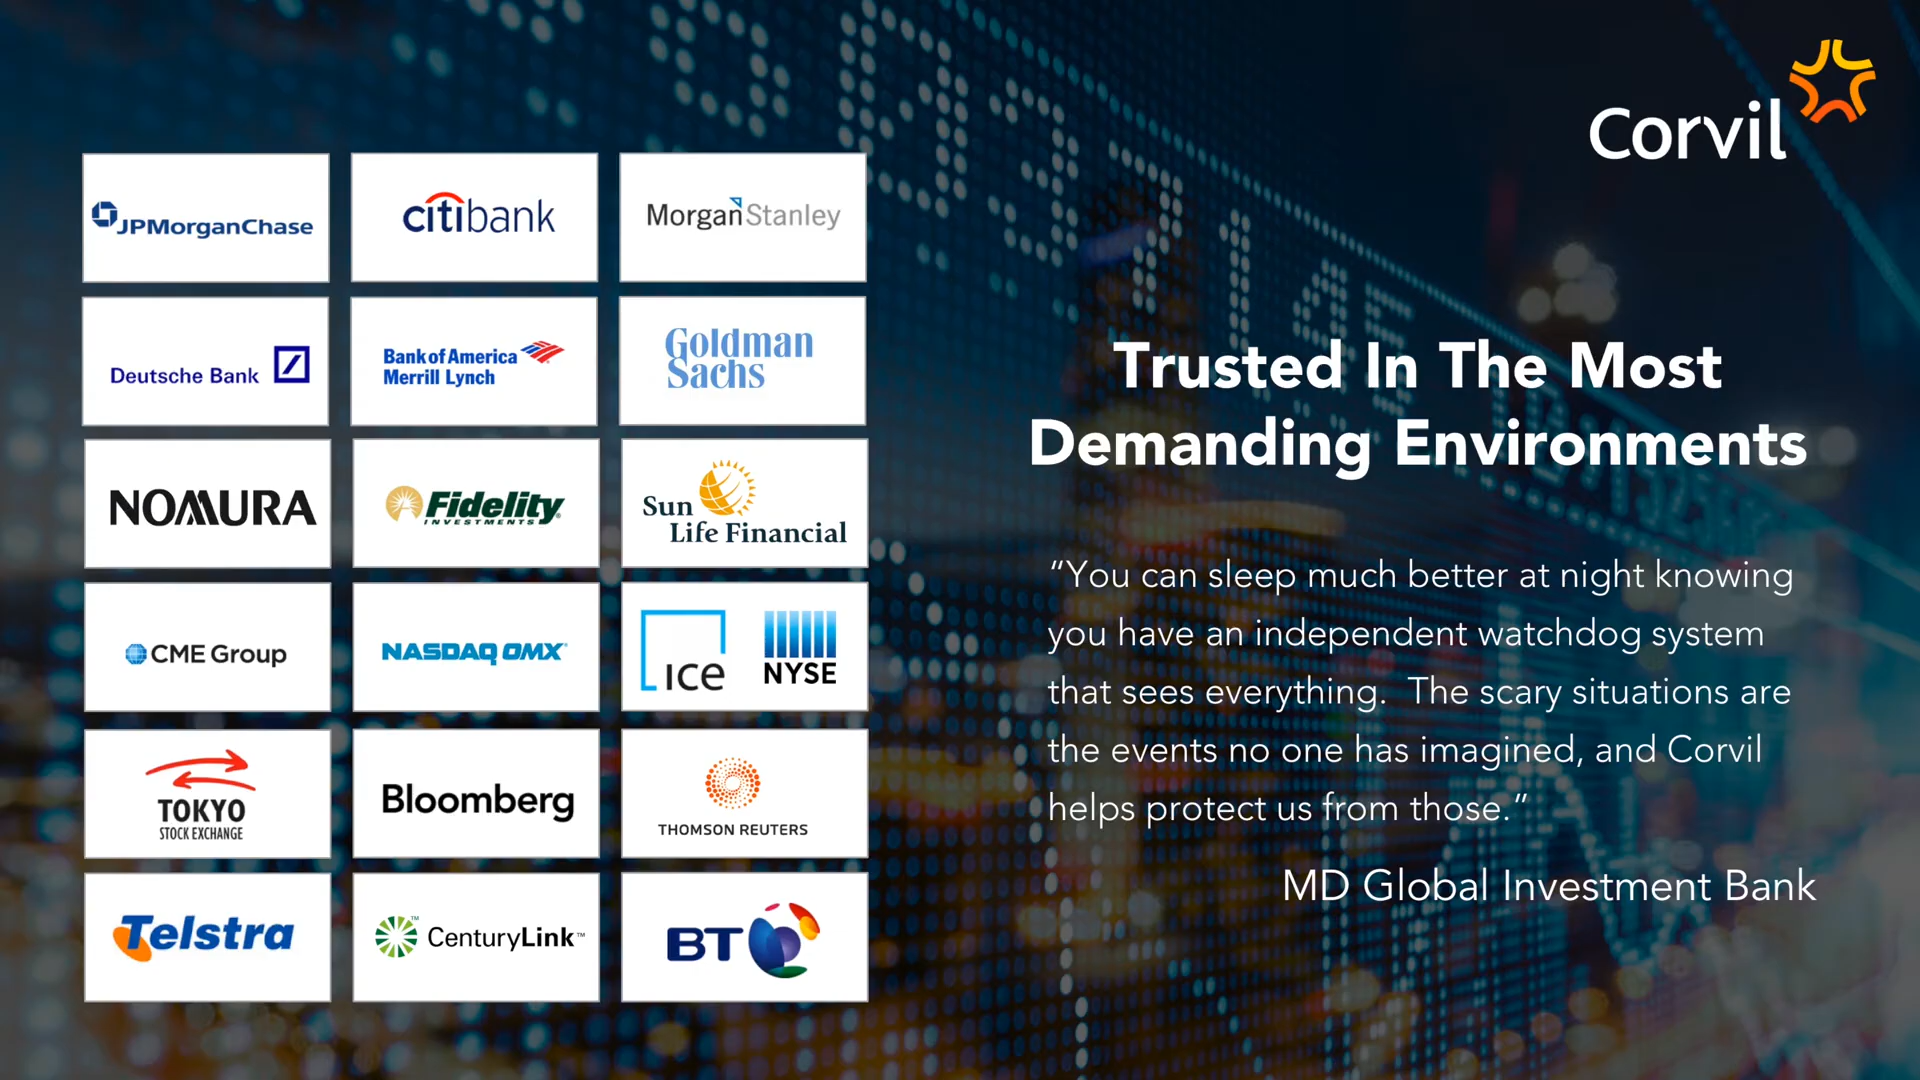 Corvil
JPMorganChase
citibank
MorganStanley
Deutsche Bank
Bank of America
Merrill Lynch
Goldman
Sachs
NOMURA
Fidelity
INVESTMENTS
Sun
Life Financial
CME Group
NASDAQ OMX
ICE
NYSE
TOKYO
STOCK EXCHANGE
Bloomberg
THOMSON REUTERS
Telstra
CenturyLink™
BT
Trusted In The Most
Demanding Environments
“You can sleep much better at night knowing
you have an independent watchdog system
that sees everything.  The scary situations are
the events no one has imagined, and Corvil
helps protect us from those.”
MD Global Investment Bank